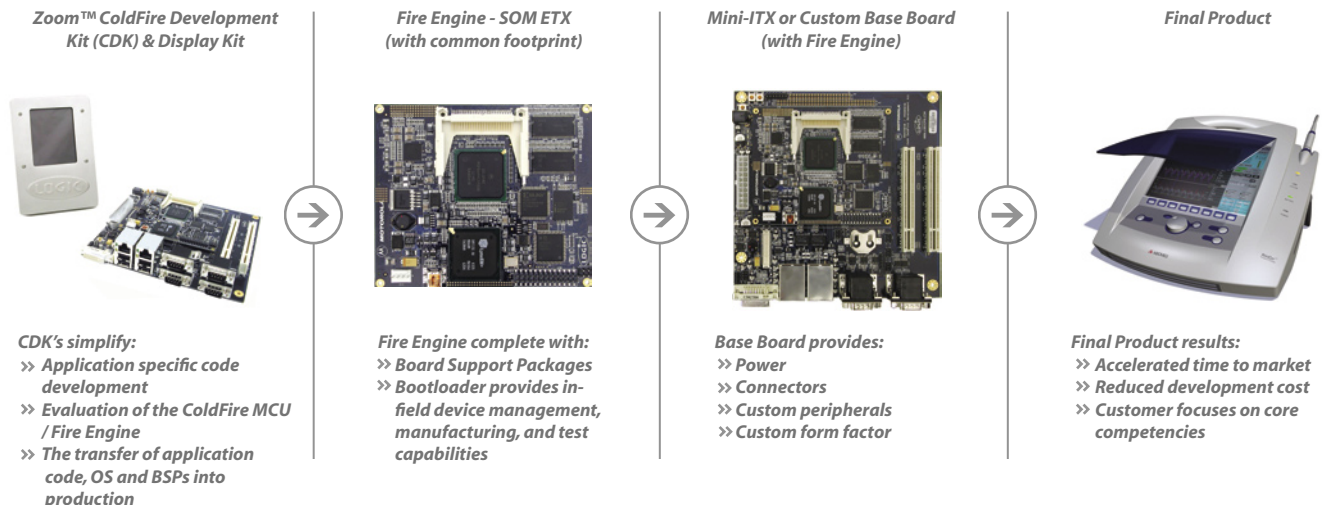 Zoom™ ColdFire Development
Kit (CDK) & Display Kit
LOGIC
CDK's simplify:
» Application specific code
development
» Evaluation of the ColdFire MCU
/ Fire Engine
» The transfer of application
code, OS and BSPs into
production
Fire Engine - SOM ETX
(with common footprint)
MOTOROLA
LOGIC
Fire Engine complete with:
» Board Support Packages
» Bootloader provides in-
field device management,
manufacturing, and test
capabilities
Mini-ITX or Custom Base Board
(with Fire Engine)
Base Board provides:
» Power
» Connectors
» Custom peripherals
» Custom form factor
Final Product
Final Product results:
» Accelerated time to market
» Reduced development cost
» Customer focuses on core
competencies